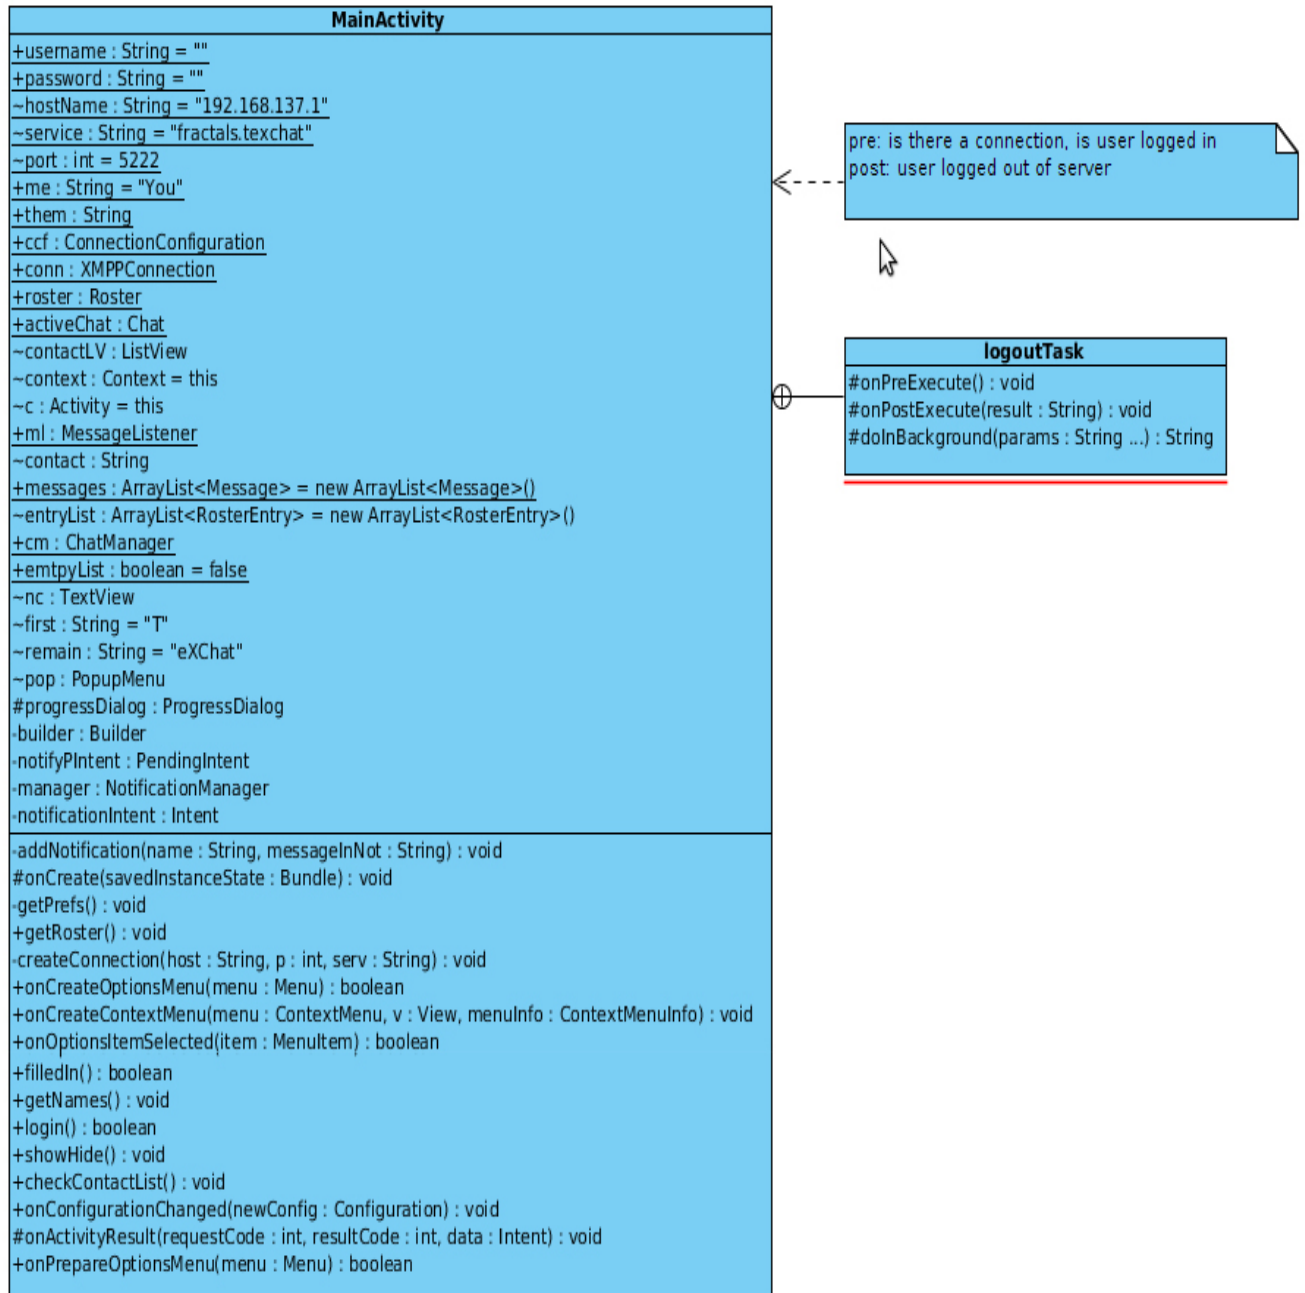 MainActivity
+username : String = ""
+password : String = ""
~hostName : String = "192.168.137.1"
~service : String = "fractals.texchat"
~port : int = 5222
+me : String = "You"
+them : String
+ccf : ConnectionConfiguration
+conn : XMPPConnection
+roster : Roster
+activeChat : Chat
~contactLV : ListView
~context : Context = this
~c : Activity = this
+ml : MessageListener
~contact : String
+messages : ArrayList<Message> = new ArrayList<Message>()
~entryList : ArrayList<RosterEntry> = new ArrayList<RosterEntry>()
+cm : ChatManager
+emtpyList : boolean = false
~nc : TextView
~first : String = "T"
~remain : String = "eXChat"
~pop : PopupMenu
#progressDialog : ProgressDialog
-builder : Builder
-notifyPIntent : PendingIntent
-manager : NotificationManager
-notificationIntent : Intent
-addNotification(name : String, messageInNot : String) : void
#onCreate(savedInstanceState : Bundle) : void
-getPrefs() : void
+getRoster() : void
-createConnection(host : String, p : int, serv : String) : void
+onCreateOptionsMenu(menu : Menu) : boolean
+onCreateContextMenu(menu : ContextMenu, v : View, menuInfo : ContextMenuInfo) : void
+onOptionsItemSelected(item : MenuItem) : boolean
+filledIn() : boolean
+getNames() : void
+login() : boolean
+showHide() : void
+checkContactList() : void
+onConfigurationChanged(newConfig : Configuration) : void
#onActivityResult(requestCode : int, resultCode : int, data : Intent) : void
+onPrepareOptionsMenu(menu : Menu) : boolean
pre: is there a connection, is user logged in
post: user logged out of server
logoutTask
#onPreExecute() : void
#onPostExecute(result : String) : void
#doInBackground(params : String ...) : String